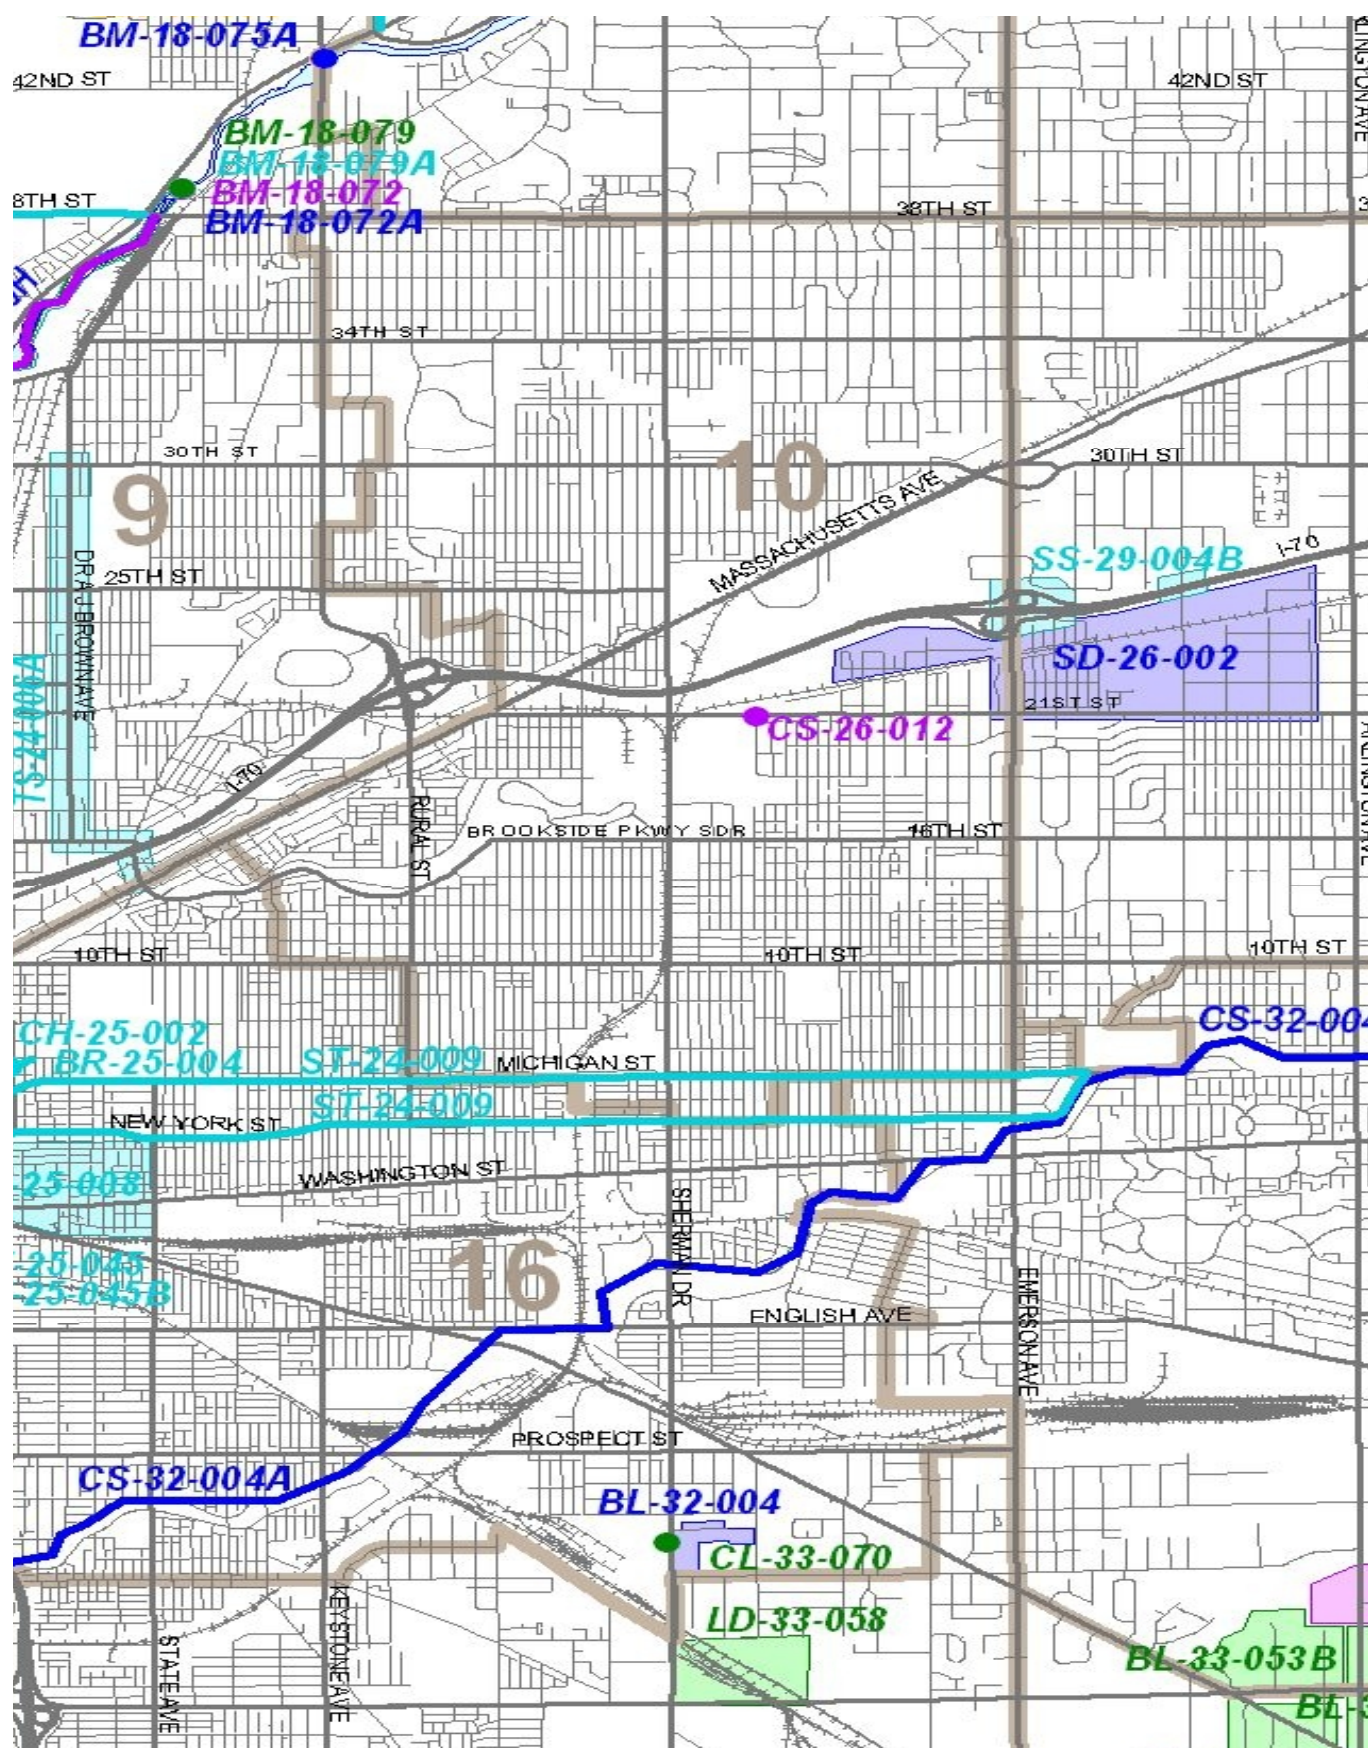 BM-18-075A
42ND ST
42ND ST
BM-18-079
BM-18-079A
BM-18-072
BM-18-072A
8TH ST
38TH ST
34TH ST
30TH ST
30TH ST
9
10
MASSACHUSETTS AVE
SS-29-004B
I-70
25TH ST
DR A J BROWN AVE
TS-24-006A
SD-26-002
21ST ST
CS-26-012
I-70
RURAL ST
BROOKSIDE PKWY SDR
16TH ST
10TH ST
10TH ST
10TH ST
CH-25-002
CS-32-004
BR-25-004
ST-24-009
MICHIGAN ST
ST-24-009
NEW YORK ST
WASHINGTON ST
-25-008
SHERMAN DR
-25-045
-25-045B
16
ENGLISH AVE
EMERSON AVE
PROSPECT ST
CS-32-004A
BL-32-004
CL-33-070
LD-33-058
KEYSTONE AVE
STATE AVE
BL-33-053B
BL-3